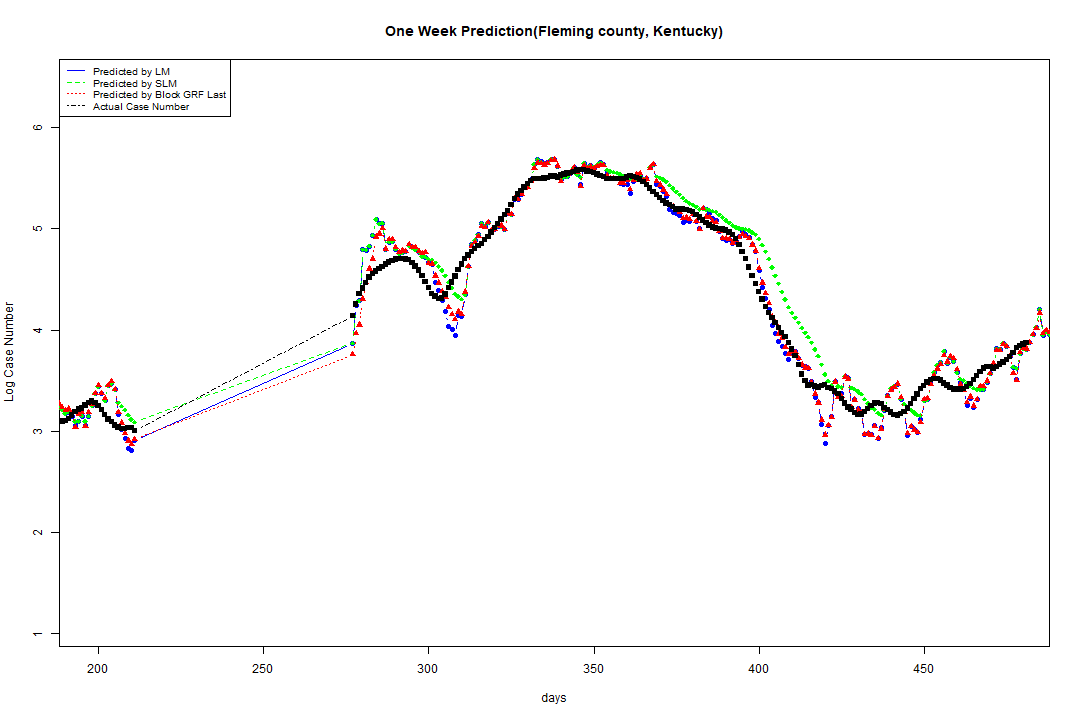 One Week Prediction(Fleming county, Kentucky)
Predicted by LM
Predicted by SLM
Predicted by Block GRF Last
Actual Case Number
Log Case Number
6
5
4
3
2
1
200 250 300 350 400 450
days